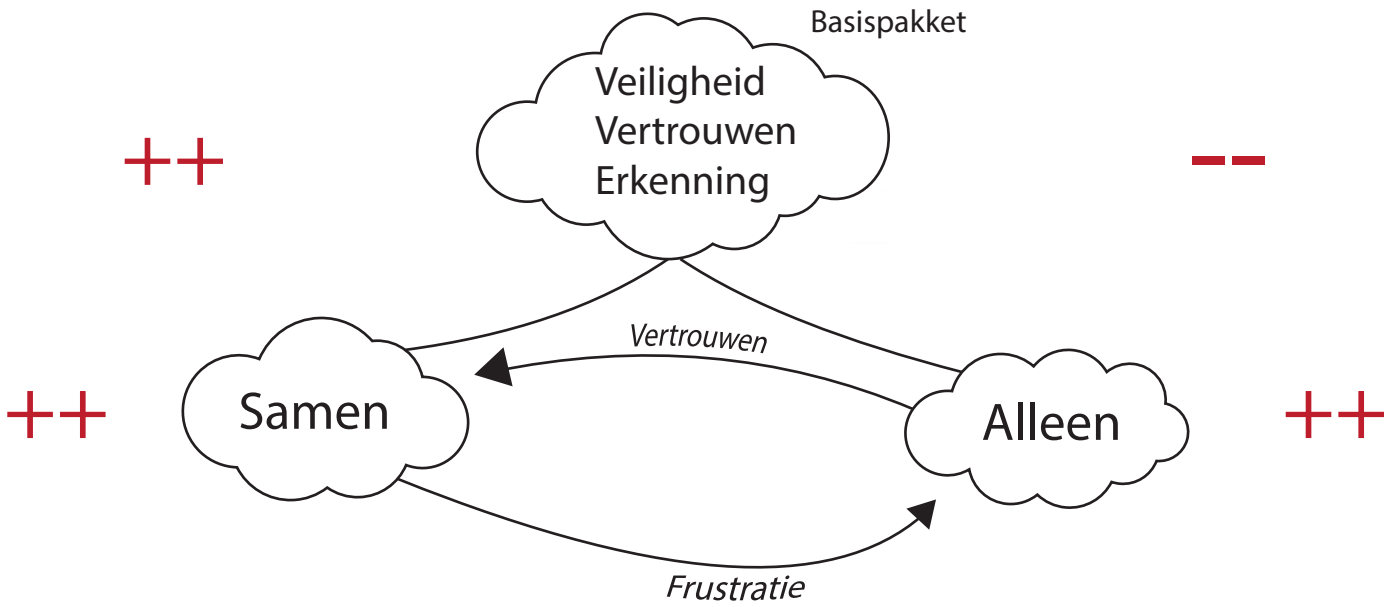 Basispakket
Veiligheid
Vertrouwen
Erkenning
++
--
Vertrouwen
Samen
Alleen
++
++
Frustratie